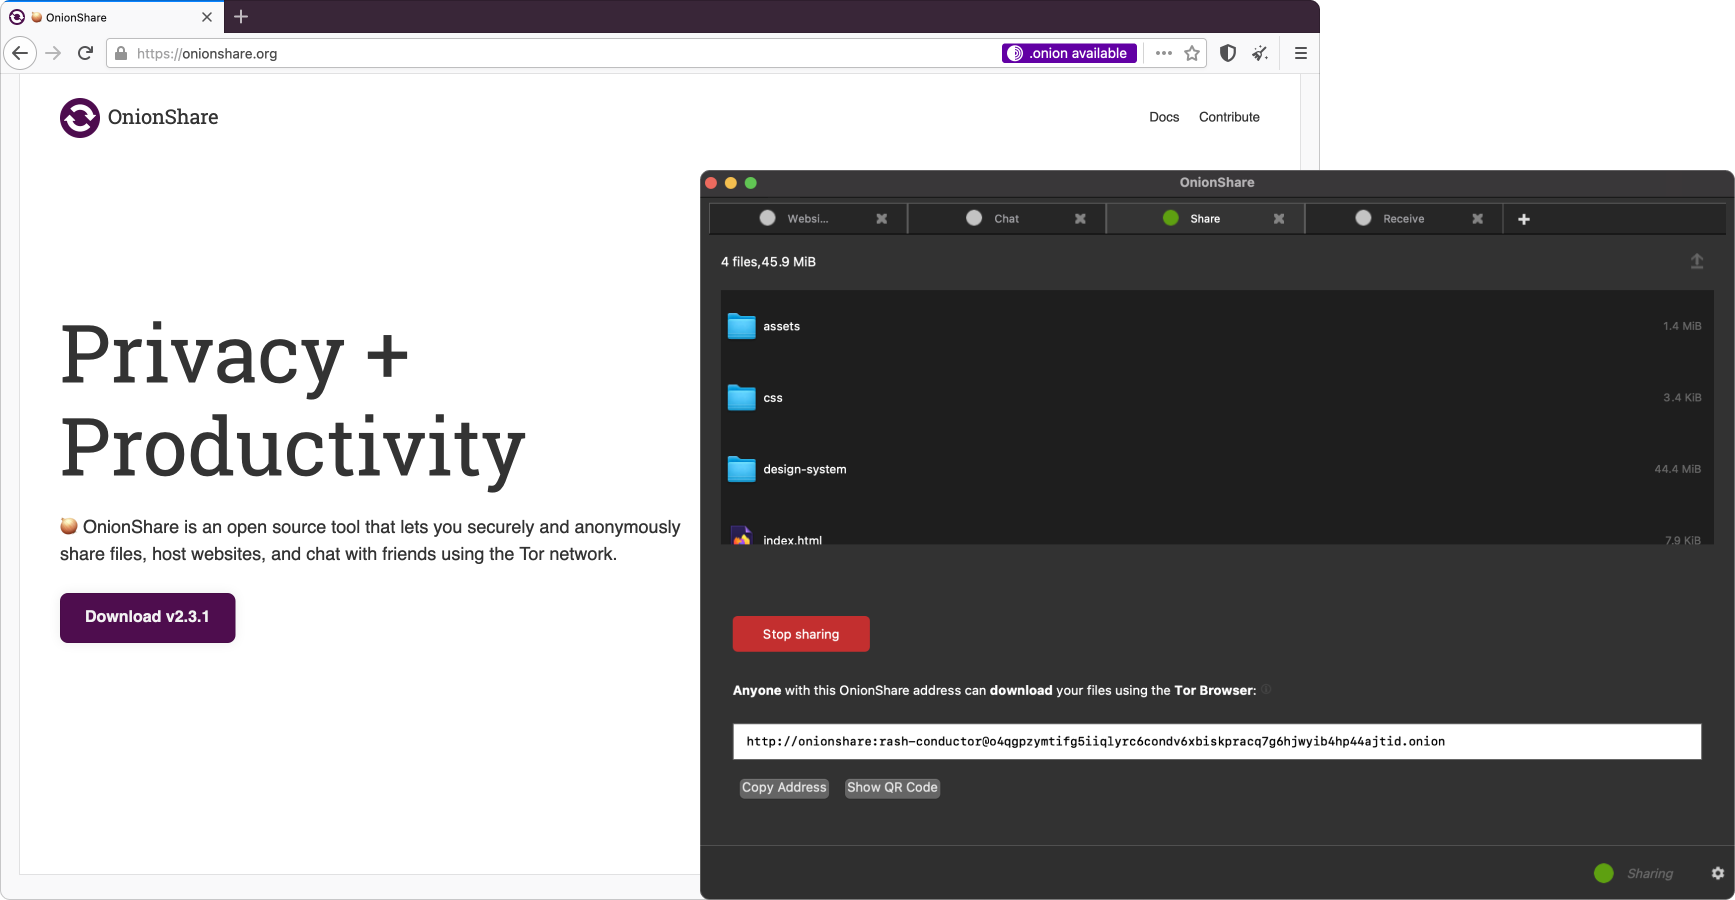 OnionShare
https://onionshare.org
.onion available
OnionShare
Docs
Contribute
Privacy +
Productivity
OnionShare is an open source tool that lets you securely and anonymously
share files, host websites, and chat with friends using the Tor network.
Download v2.3.1
OnionShare
Websi...
Chat
Share
Receive
4 files,45.9 MiB
assets
1.4 MiB
css
3.4 KiB
design-system
44.4 MiB
index.html
7.9 KiB
Stop sharing
Anyone with this OnionShare address can download your files using the Tor Browser:
http://onionshare:rash-conductor@o4qgpzymtifg5iiqlyrc6condv6xbiskpracq7g6hjwyib4hp44ajtid.onion
Copy Address
Show QR Code
Sharing